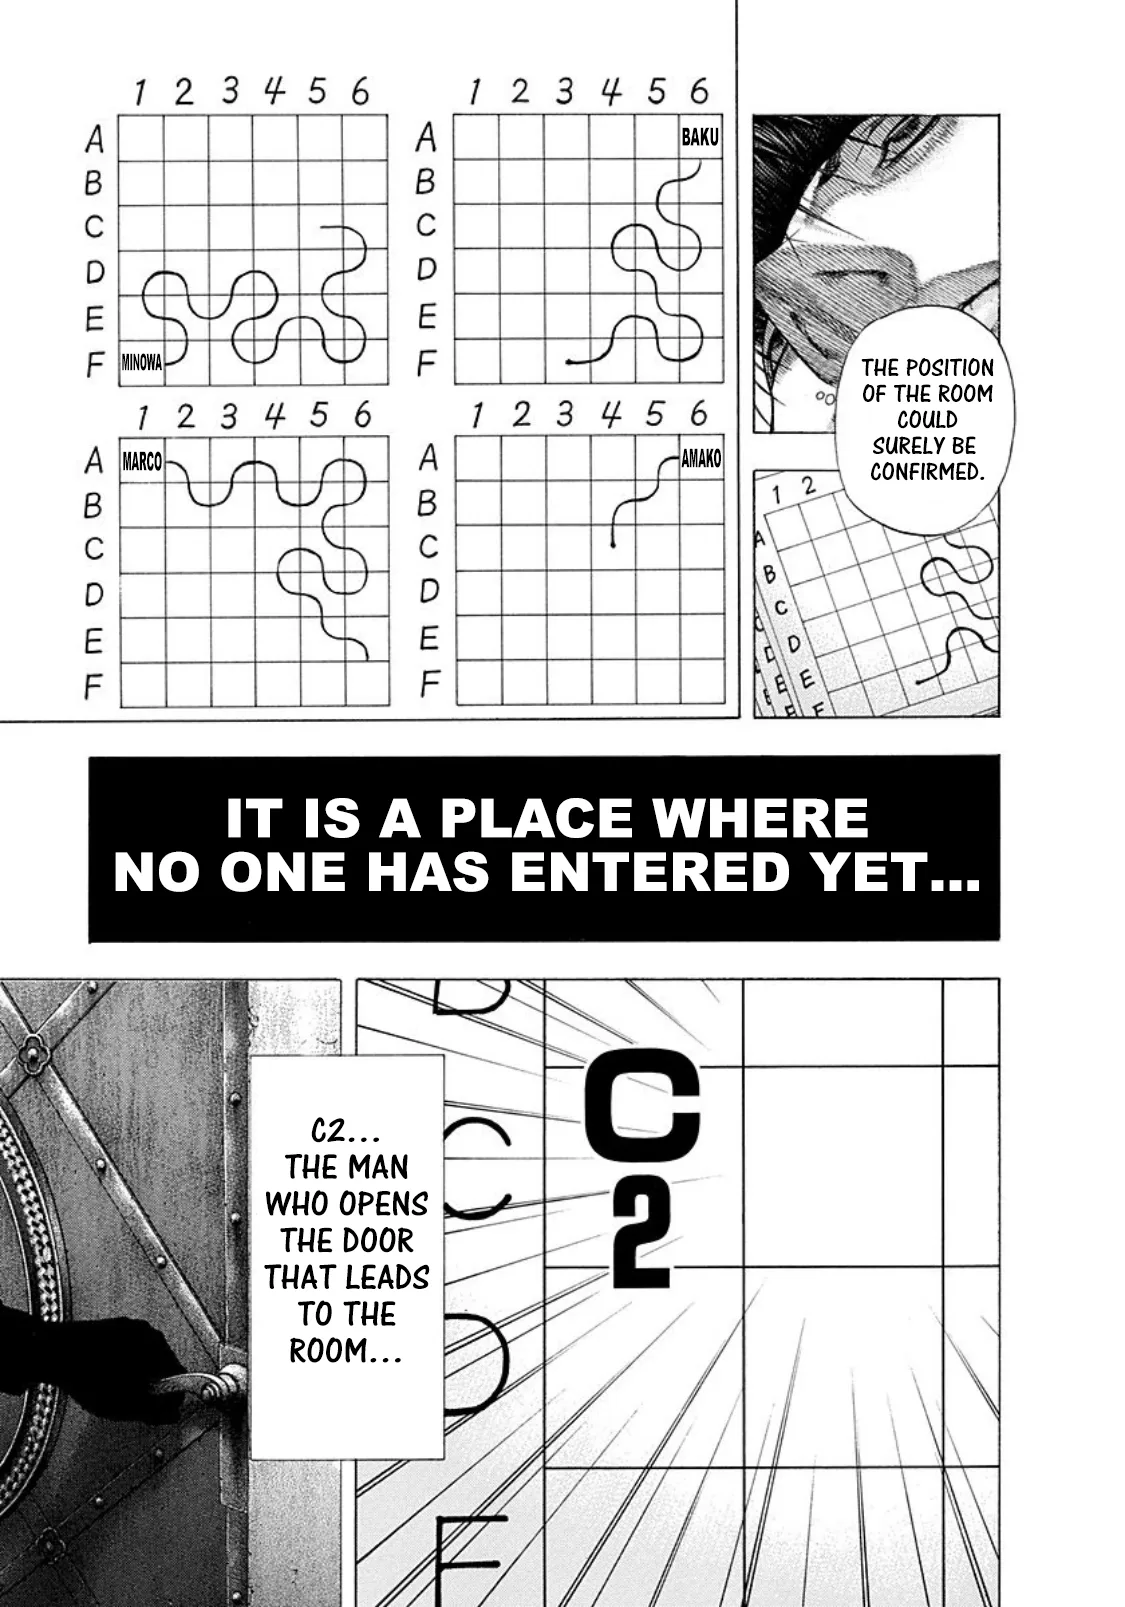 1 2 3 4 5 6
A
B
C
D
E
F
MINOWA
1 2 3 4 5 6
A
B
C
D
E
F
BAKU
1 2 3 4 5 6
A
B
C
D
E
F
MARCO
1 2 3 4 5 6
A
B
C
D
E
F
AMAKO
THE POSITION
OF THE ROOM
COULD
SURELY BE
CONFIRMED.
1 2
A
B
C
D
E
F
IT IS A PLACE WHERE
NO ONE HAS ENTERED YET...
C2...
THE MAN
WHO OPENS
THE DOOR
THAT LEADS
TO THE
ROOM...
C
D
E
C
2